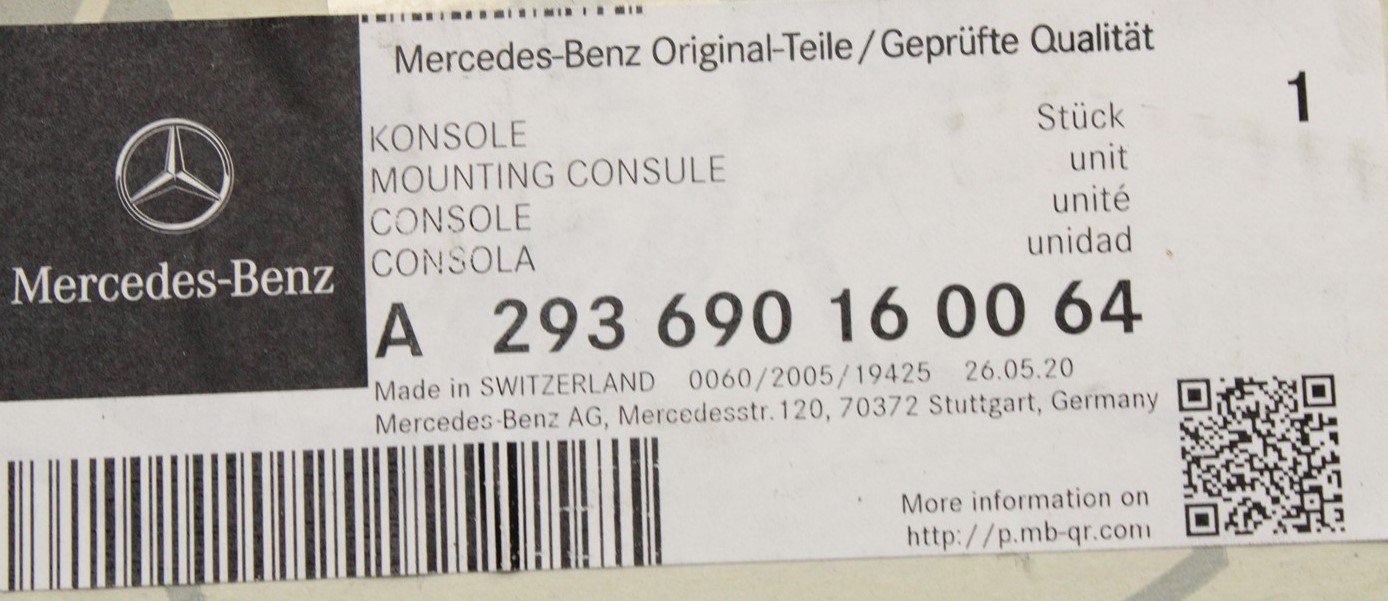 Mercedes-Benz
Mercedes-Benz Original-Teile/Geprüfte Qualität
KONSOLE
MOUNTING CONSULE
CONSOLE
CONSOLA
Stück
unit
unité
unidad
1
A 293 690 16 00 64
Made in SWITZERLAND 0060/2005/19425 26.05.20
Mercedes-Benz AG, Mercedesstr.120, 70372 Stuttgart, Germany
More information on
http://p.mb-qr.com